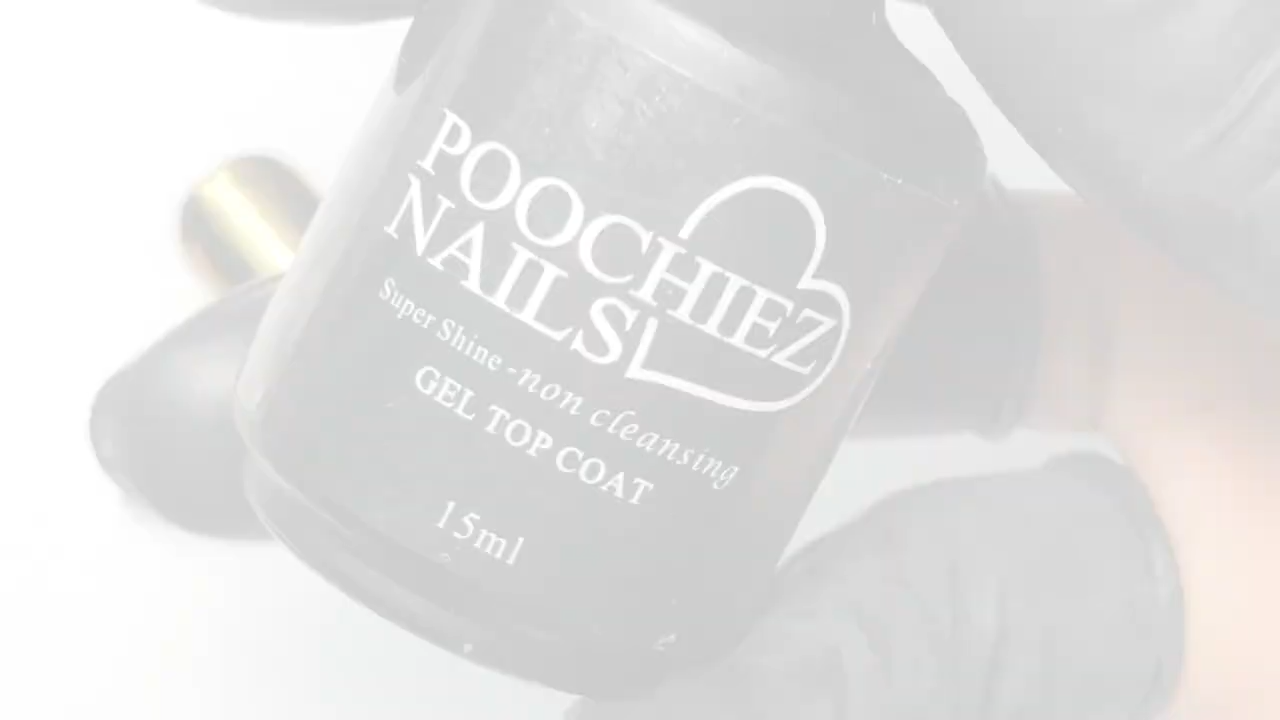 POOCHIEZ
NAILS
Super Shine - non cleansing
GEL TOP COAT
15ml